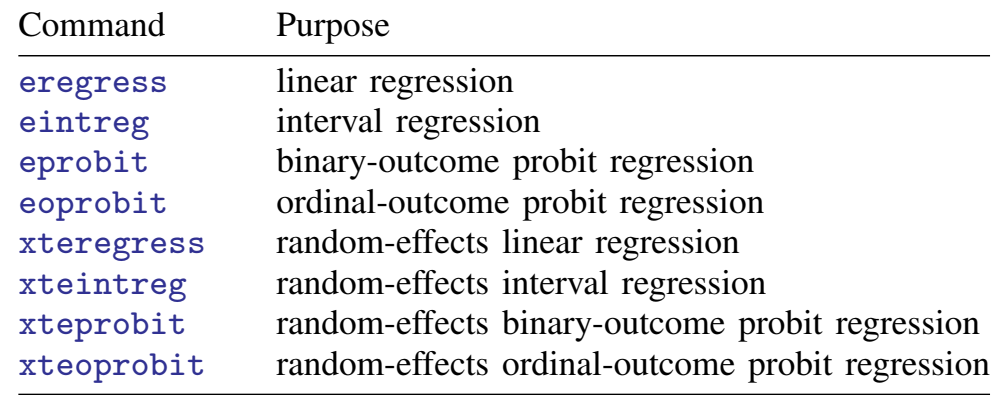 Command Purpose
eregress linear regression
eintreg interval regression
eprobit binary-outcome probit regression
eoprobit ordinal-outcome probit regression
xteregress random-effects linear regression
xteintreg random-effects interval regression
xteprobit random-effects binary-outcome probit regression
xteoprobit random-effects ordinal-outcome probit regression